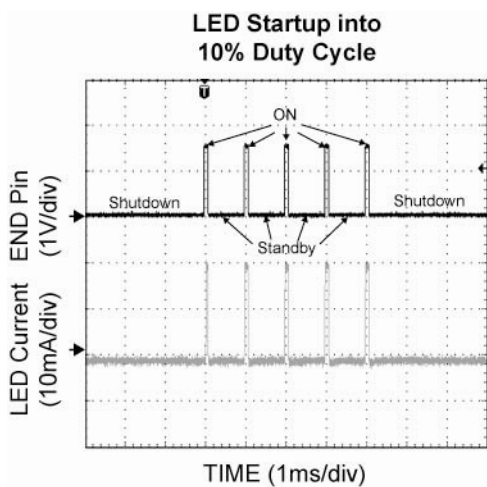 LED Startup into
10% Duty Cycle
T
ON
Shutdown
Shutdown
Standby
END Pin
(1V/div)
LED Current
(10mA/div)
TIME (1ms/div)